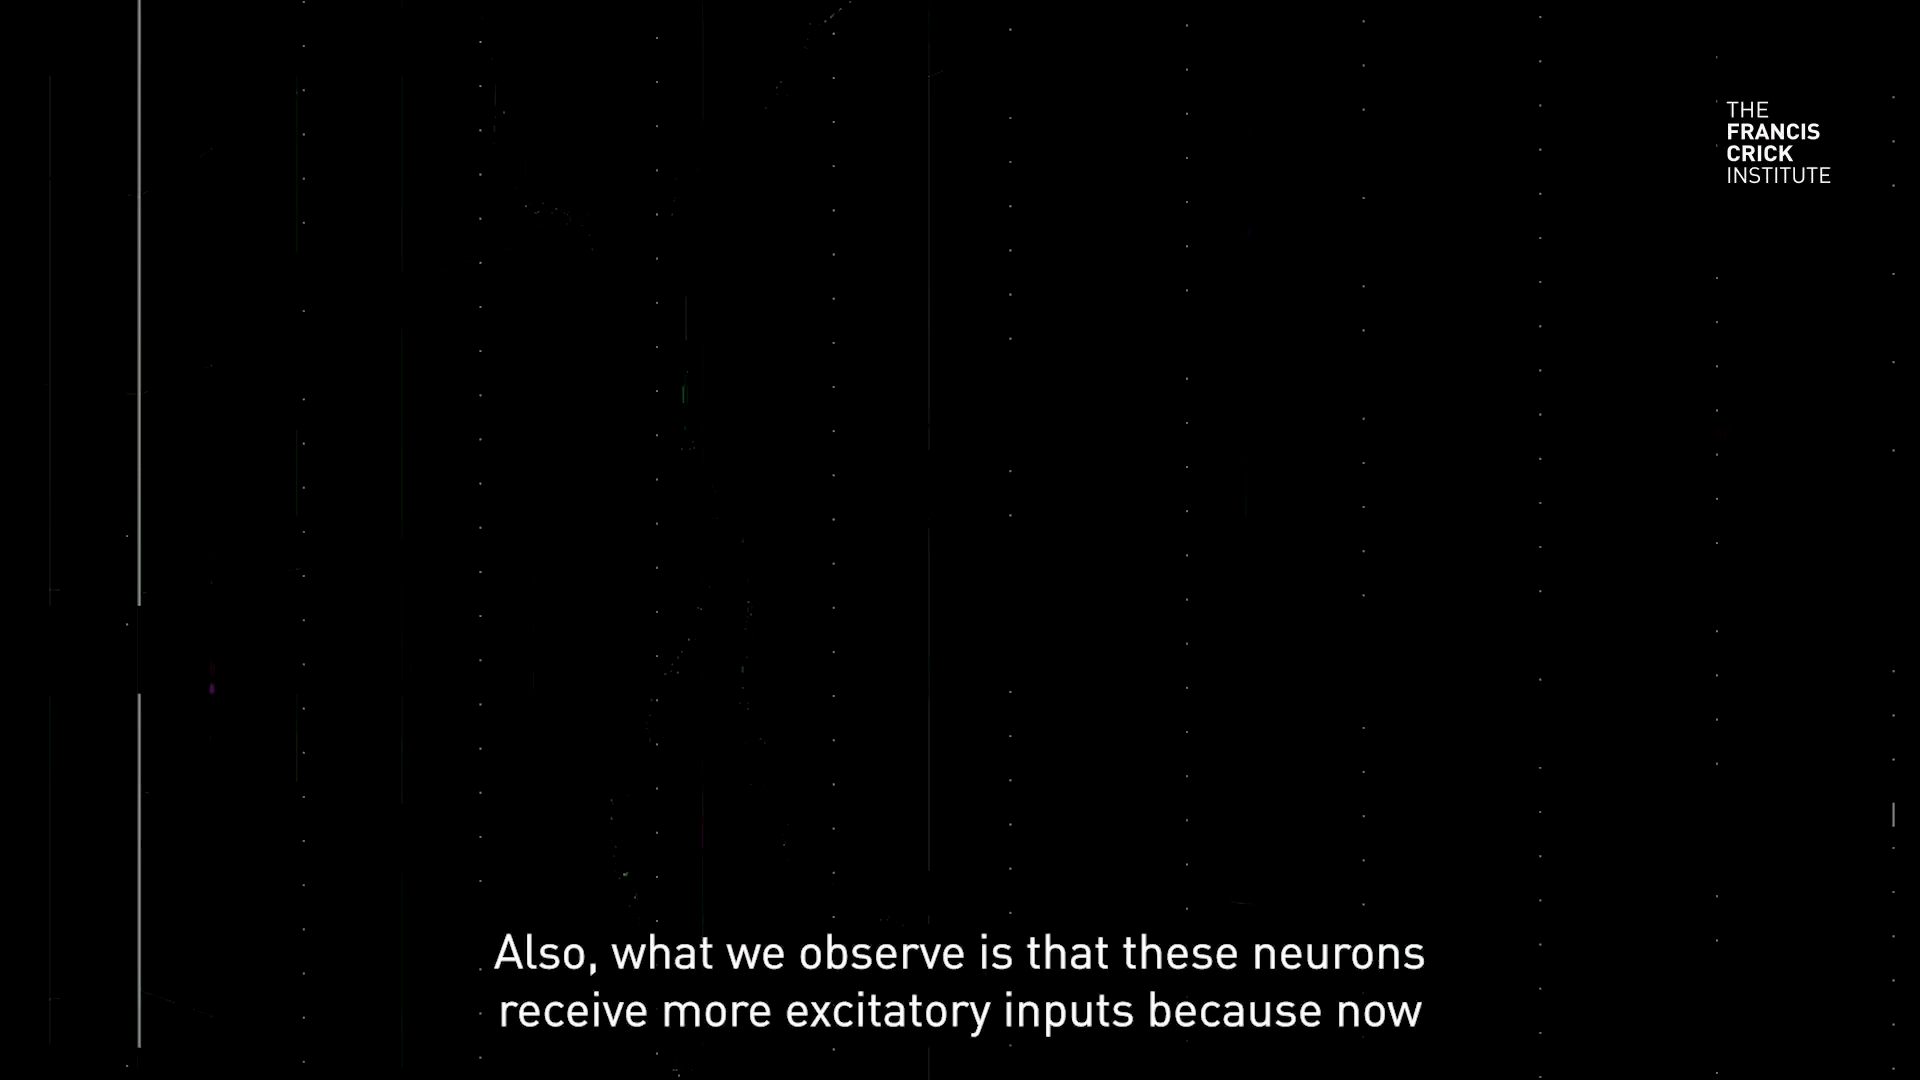 THE
FRANCIS
CRICK
INSTITUTE
Also, what we observe is that these neurons
receive more excitatory inputs because now